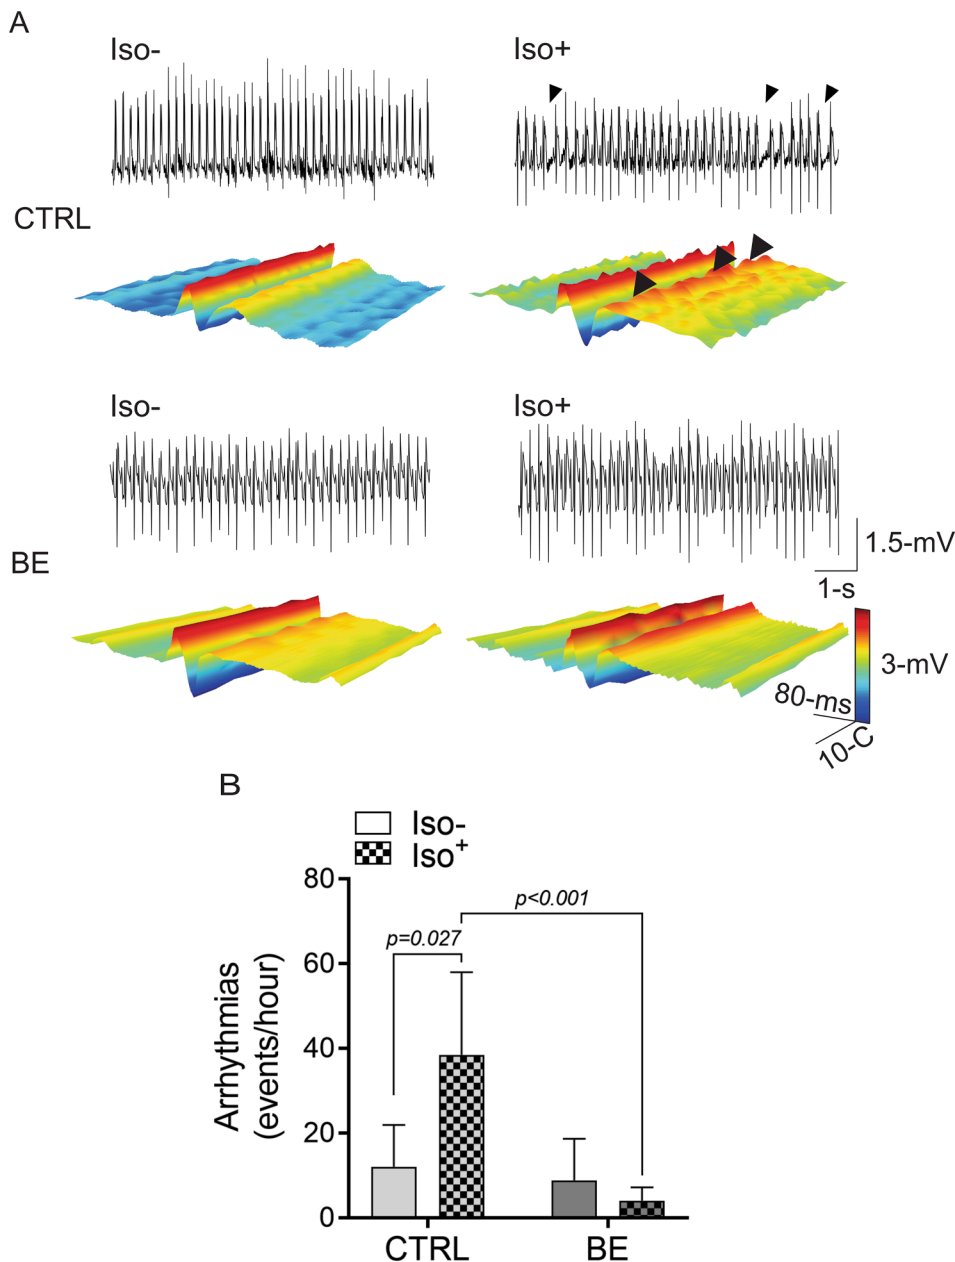 A
Iso-
Iso+
CTRL
Iso-
Iso+
BE
1.5-mV
1-s
3-mV
80-ms
10-C
B
Iso-
Iso+
80
p<0.001
p=0.027
60
40
20
0
Arrhythmias
(events/hour)
CTRL
BE